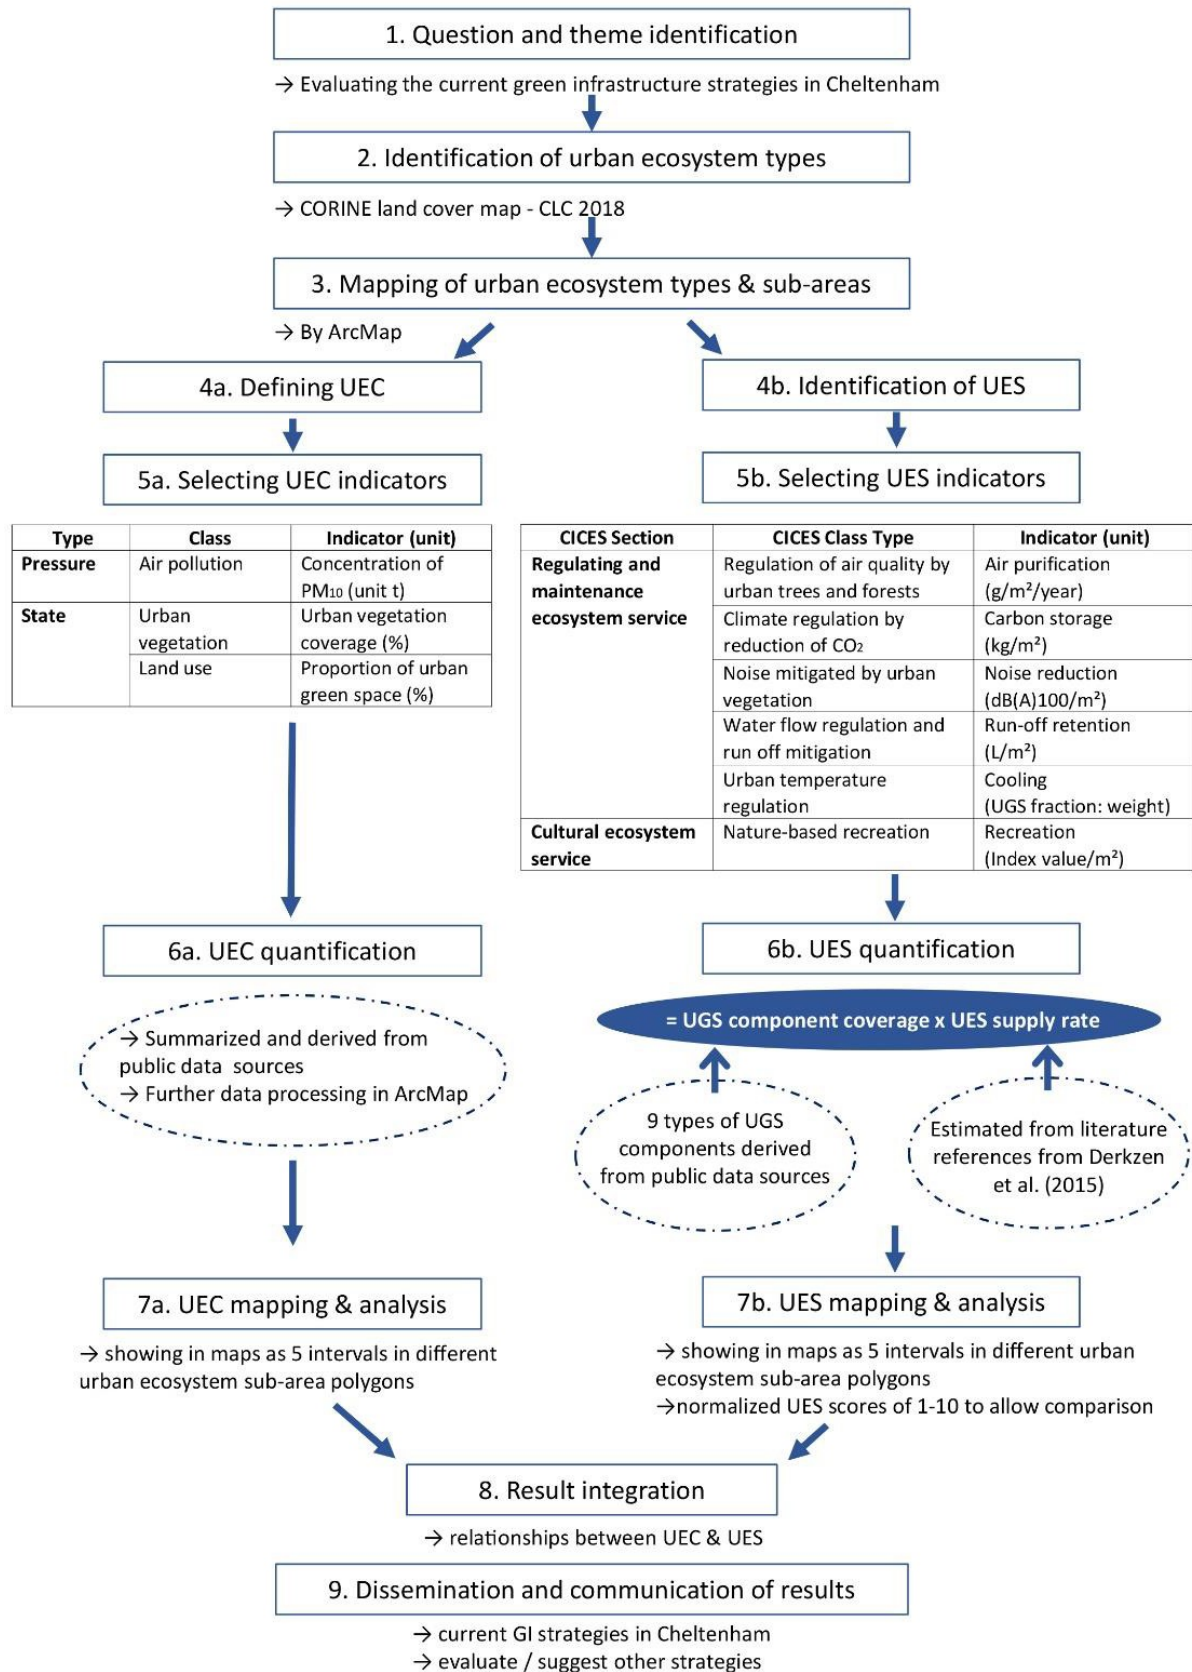 1. Question and theme identification
→ Evaluating the current green infrastructure strategies in Cheltenham
2. Identification of urban ecosystem types
→ CORINE land cover map - CLC 2018
3. Mapping of urban ecosystem types & sub-areas
→ By ArcMap
4a. Defining UEC
4b. Identification of UES
5a. Selecting UEC indicators
5b. Selecting UES indicators
Type Class Indicator (unit)
Pressure Air pollution Concentration of
PM10 (unit t)
State Urban Urban vegetation
vegetation coverage (%)
Land use Proportion of urban
green space (%)
CICES Section CICES Class Type Indicator (unit)
Regulating and Regulation of air quality by Air purification
maintenance urban trees and forests (g/m²/year)
ecosystem service Climate regulation by Carbon storage
reduction of CO2 (kg/m²)
Noise mitigated by urban Noise reduction
vegetation (dB(A)100/m²)
Water flow regulation and Run-off retention
run off mitigation (L/m²)
Urban temperature Cooling
regulation (UGS fraction: weight)
Cultural ecosystem Nature-based recreation Recreation
service (Index value/m²)
6a. UEC quantification
6b. UES quantification
→ Summarized and derived from
public data sources
→ Further data processing in ArcMap
= UGS component coverage x UES supply rate
9 types of UGS
components derived
from public data sources
Estimated from literature
references from Derkzen
et al. (2015)
7a. UEC mapping & analysis
→ showing in maps as 5 intervals in different
urban ecosystem sub-area polygons
7b. UES mapping & analysis
→ showing in maps as 5 intervals in different urban
ecosystem sub-area polygons
→normalized UES scores of 1-10 to allow comparison
8. Result integration
→ relationships between UEC & UES
9. Dissemination and communication of results
→ current GI strategies in Cheltenham
→ evaluate / suggest other strategies